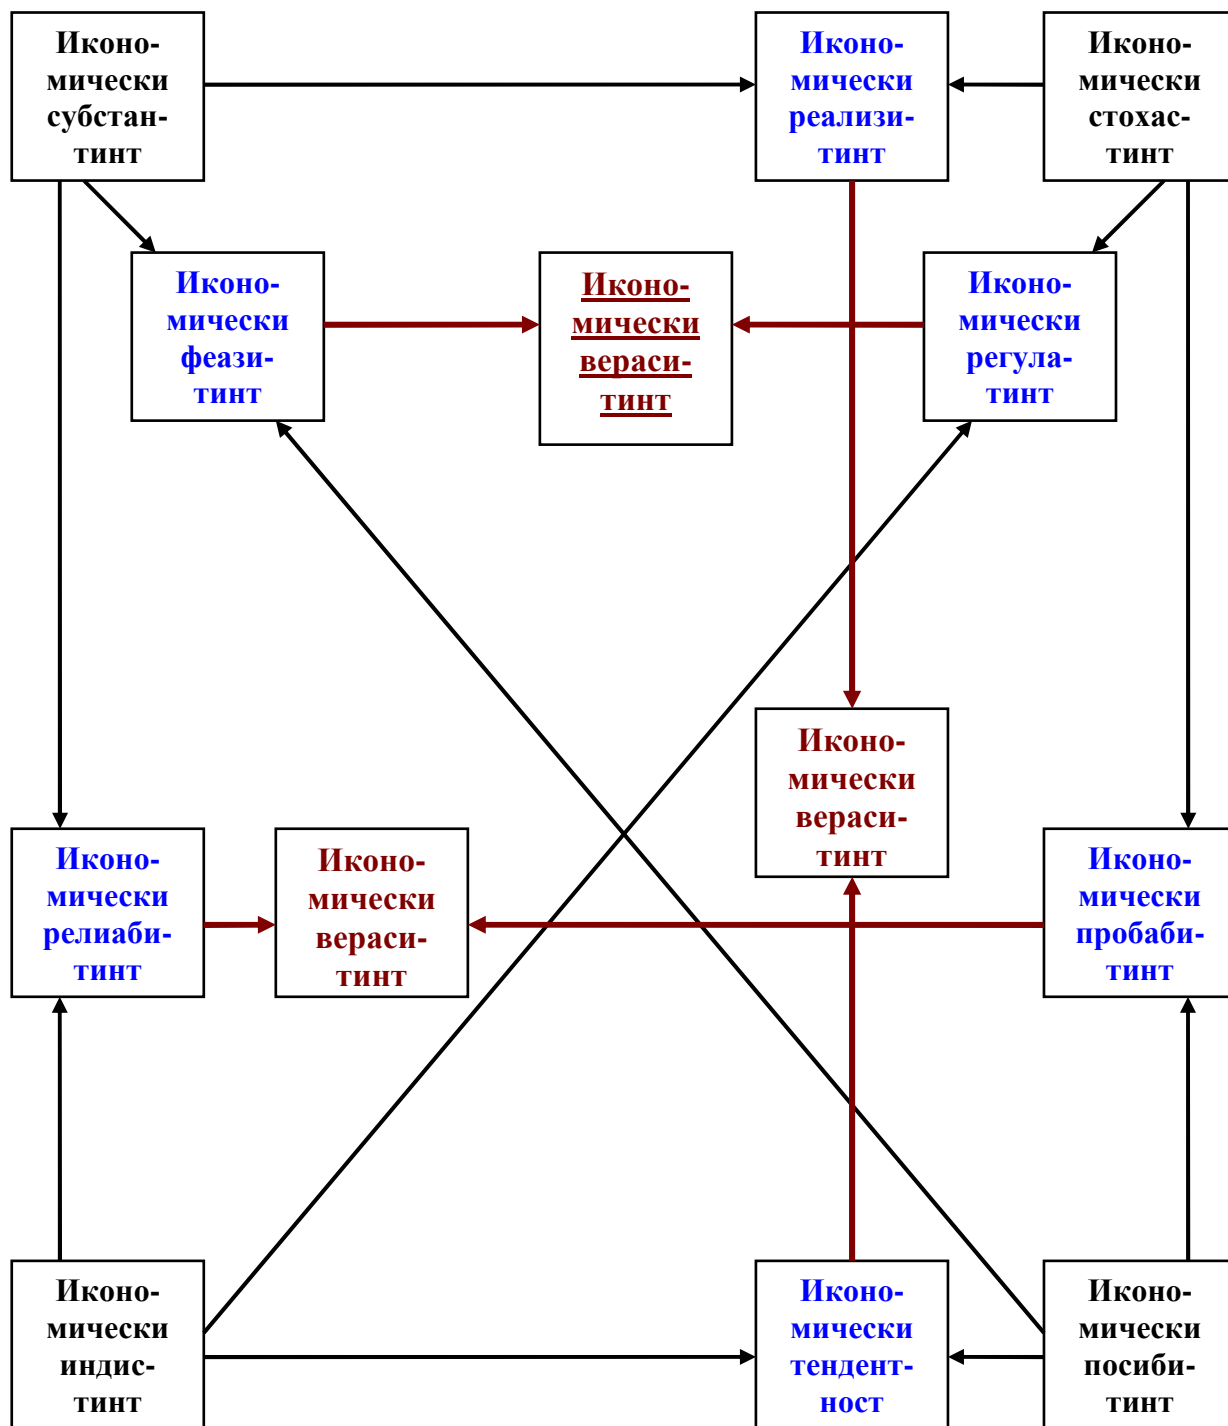 Иконо-
мически
субстан-
тинт
Иконо-
мически
реализи-
тинт
Иконо-
мически
стохас-
тинт
Иконо-
мически
феази-
тинт
Иконо-
мически
вераси-
тинт
Иконо-
мически
регула-
тинт
Иконо-
мически
вераси-
тинт
Иконо-
мически
релиаби-
тинт
Иконо-
мически
вераси-
тинт
Иконо-
мически
пробаби-
тинт
Иконо-
мически
индис-
тинт
Иконо-
мически
тендент-
ност
Иконо-
мически
посиби-
тинт